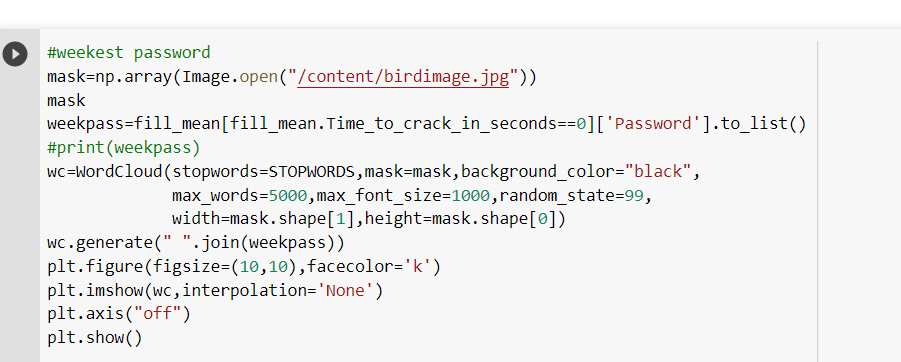 #weekest password
mask=np.array(Image.open("/content/birdimage.jpg"))
mask
weekpass=fill_mean[fill_mean.Time_to_crack_in_seconds==0]['Password'].to_list()
#print(weekpass)
wc=WordCloud(stopwords=STOPWORDS,mask=mask,background_color="black",
max_words=5000,max_font_size=1000,random_state=99,
width=mask.shape[1],height=mask.shape[0])
wc.generate(" ".join(weekpass))
plt.figure(figsize=(10,10),facecolor='k')
plt.imshow(wc,interpolation='None')
plt.axis("off")
plt.show()